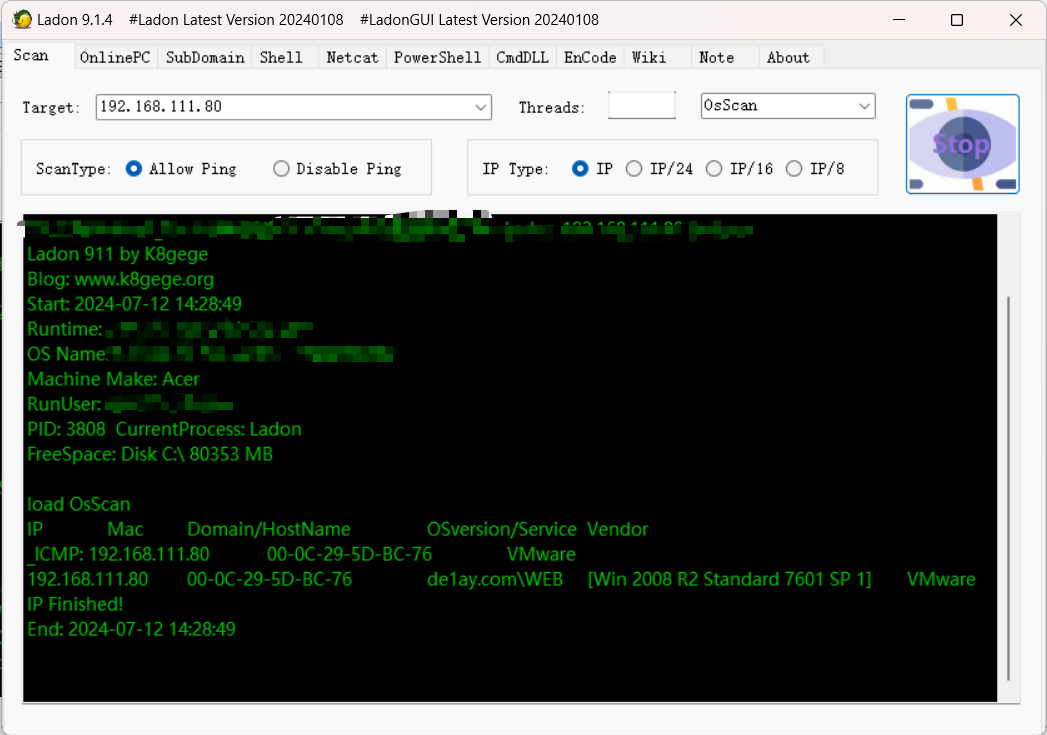 Ladon 9.1.4 #Ladon Latest Version 20240108 #LadonGUI Latest Version 20240108
Scan OnlinePC SubDomain Shell Netcat PowerShell CmdDLL EnCode Wiki Note About
Target: 192.168.111.80 Threads: OsScan
Stop
ScanType: Allow Ping Disable Ping IP Type: IP IP/24 IP/16 IP/8
Ladon 911 by K8gege
Blog: www.k8gege.org
Start: 2024-07-12 14:28:49
Runtime:
OS Name:
Machine Make: Acer
RunUser:
PID: 3808 CurrentProcess: Ladon
FreeSpace: Disk C:\ 80353 MB
load OsScan
IP Mac Domain/HostName OSversion/Service Vendor
_ICMP: 192.168.111.80 00-0C-29-5D-BC-76 VMware
192.168.111.80 00-0C-29-5D-BC-76 de1ay.com\WEB [Win 2008 R2 Standard 7601 SP 1] VMware
IP Finished!
End: 2024-07-12 14:28:49